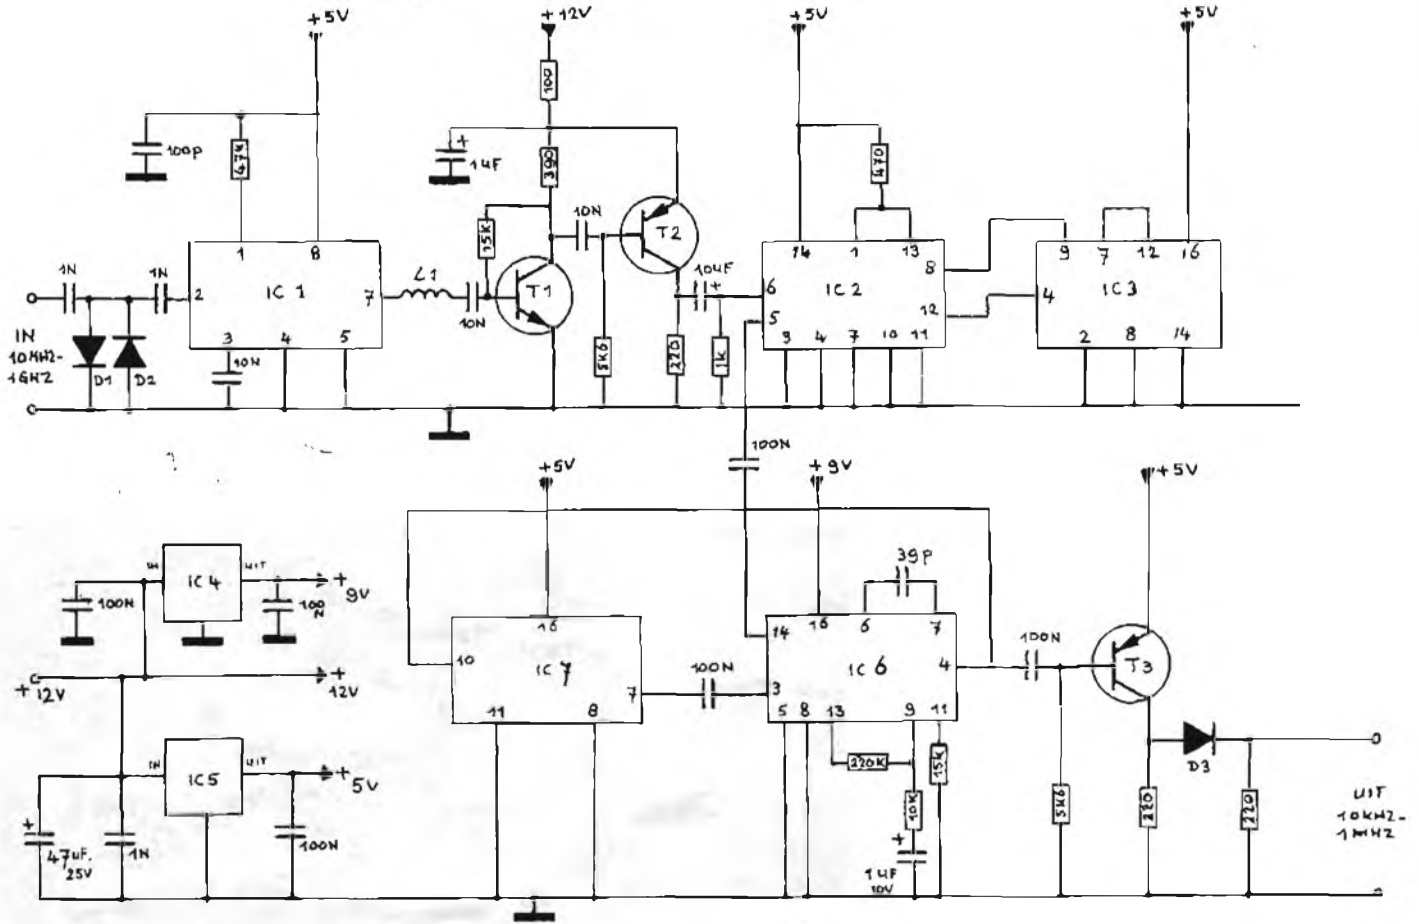 +5V
+12V
+5V
+5V
100
100p
47K
+
1uF
390
470
15K
10N
T2
1
8
14
1
13
9
7
12
16
1N
1N
2
IC 1
7
L1
10N
T1
10uF
+
6
5
IC 2
8
12
4
IC 3
3
4
5
10N
5K6
220
1K
3
4
7
10
11
2
8
14
IN
10MHZ-
1GHZ
D1
D2
100N
+5V
+9V
+5V
39p
IN
IC 4
UIT
+
9V
100N
100
N
16
10
IC 7
7
11
8
100N
14
16
6
7
IC 6
4
3
5
8
13
9
11
100N
T3
+12V
+
12V
IN
IC 5
UIT
+
5V
220K
15K
10K
D3
5K6
220
220
UIT
10KHZ-
1MHZ
+
47uF.
25V
1N
100N
+
1uF
10V